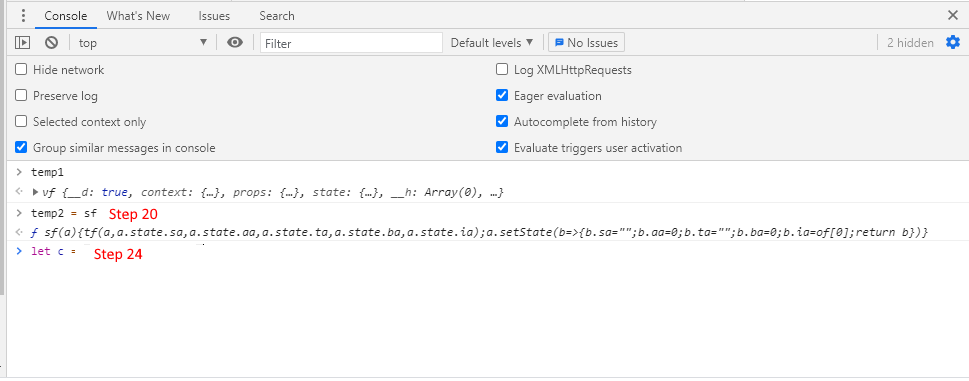 Console What's New Issues Search
top Filter Default levels No Issues 2 hidden
Hide network Log XMLHttpRequests
Preserve log Eager evaluation
Selected context only Autocomplete from history
Group similar messages in console Evaluate triggers user activation
> temp1
vf {__d: true, context: {…}, props: {…}, state: {…}, __h: Array(0), …}
> temp2 = sf Step 20
ƒ sf(a){tf(a,a.state.sa,a.state.aa,a.state.ta,a.state.ba,a.state.ia);a.setState(b=>{b.sa="";b.aa=0;b.ta="";b.ba=0;b.ia=of[0];return b})}
> let c = Step 24